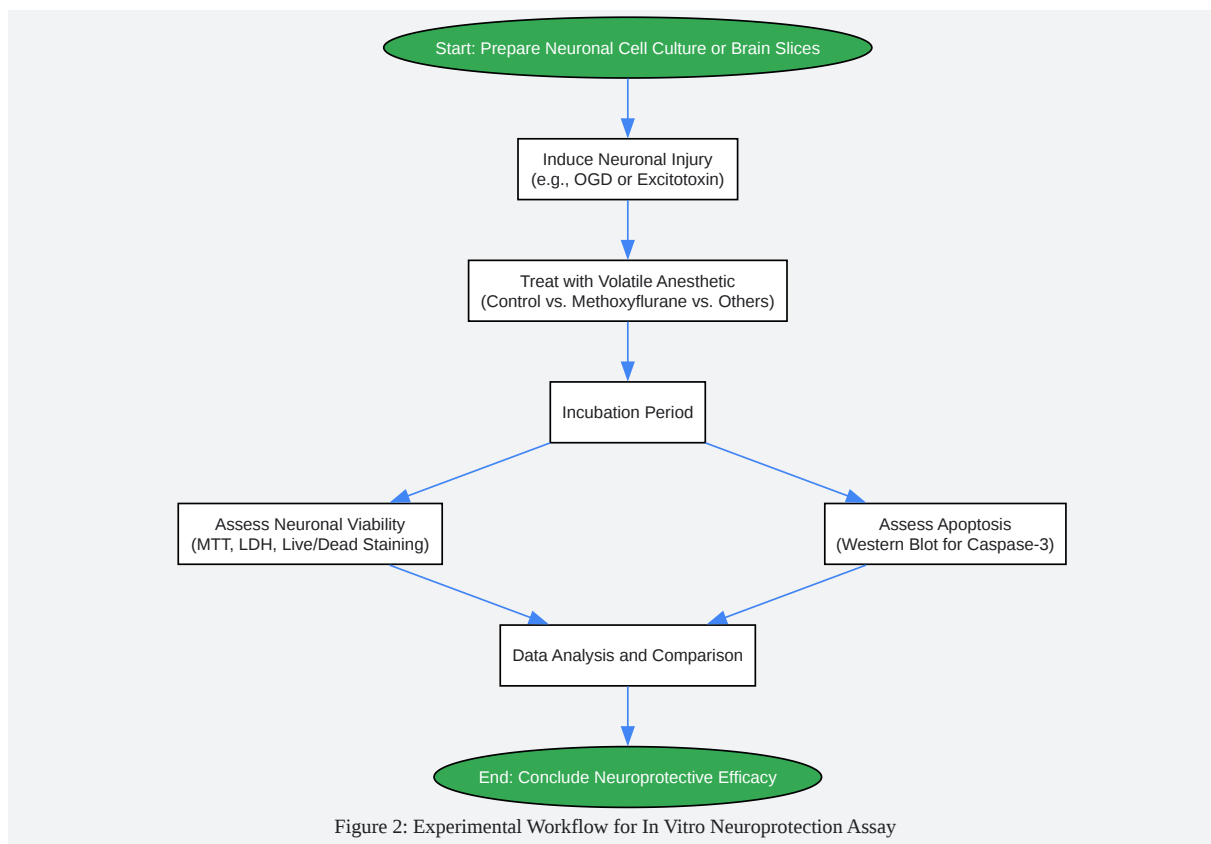 Start: Prepare Neuronal Cell Culture or Brain Slices
Induce Neuronal Injury
(e.g., OGD or Excitotoxin)
Treat with Volatile Anesthetic
(Control vs. Methoxyflurane vs. Others)
Incubation Period
Assess Neuronal Viability
(MTT, LDH, Live/Dead Staining)
Assess Apoptosis
(Western Blot for Caspase-3)
Data Analysis and Comparison
End: Conclude Neuroprotective Efficacy
Figure 2: Experimental Workflow for In Vitro Neuroprotection Assay